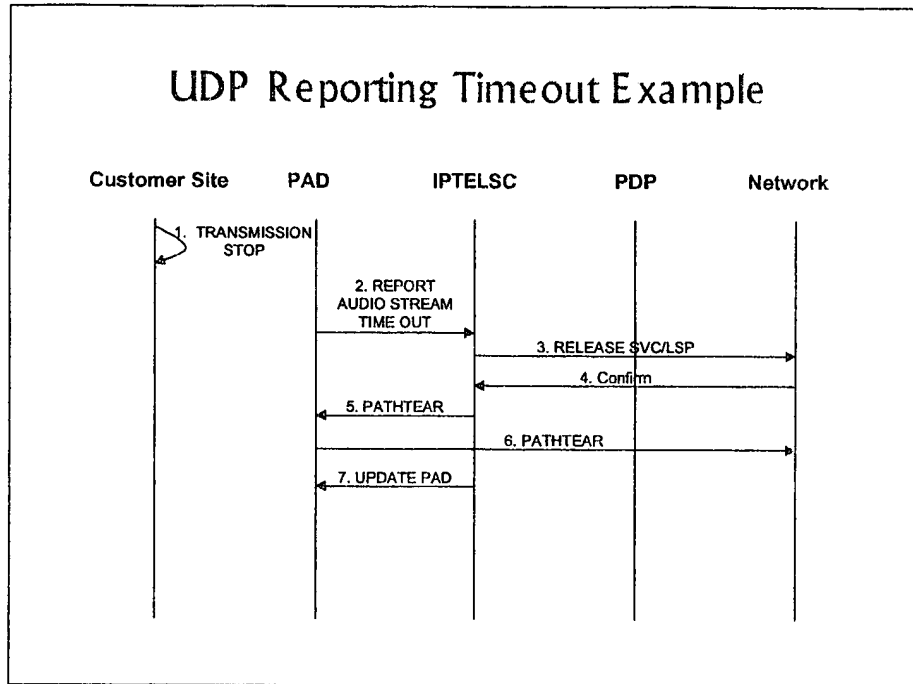 UDP Reporting Timeout Example
Customer Site PAD IPTELSC PDP Network
1. TRANSMISSION
STOP
2. REPORT
AUDIO STREAM
TIME OUT
3. RELEASE SVC/LSP
4. Confirm
5. PATHTEAR
6. PATHTEAR
7. UPDATE PAD